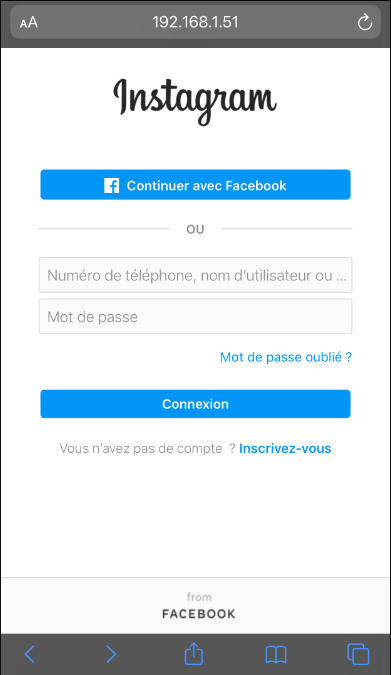 AA 192.168.1.51
Instagram
Continuer avec Facebook
OU
Numéro de téléphone, nom d'utilisateur ou ...
Mot de passe
Mot de passe oublié ?
Connexion
Vous n'avez pas de compte ? Inscrivez-vous
from
FACEBOOK